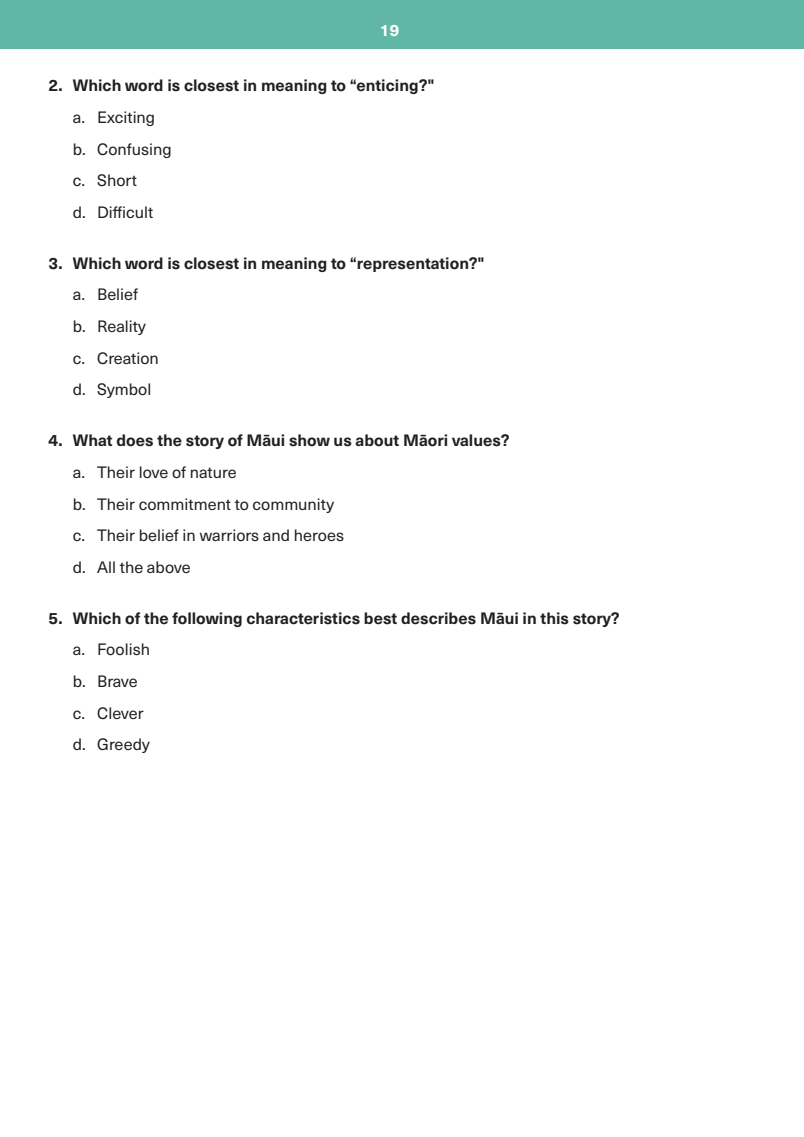 19
2. Which word is closest in meaning to “enticing?"
a. Exciting
b. Confusing
c. Short
d. Difficult
3. Which word is closest in meaning to “representation?"
a. Belief
b. Reality
c. Creation
d. Symbol
4. What does the story of Māui show us about Māori values?
a. Their love of nature
b. Their commitment to community
c. Their belief in warriors and heroes
d. All the above
5. Which of the following characteristics best describes Māui in this story?
a. Foolish
b. Brave
c. Clever
d. Greedy